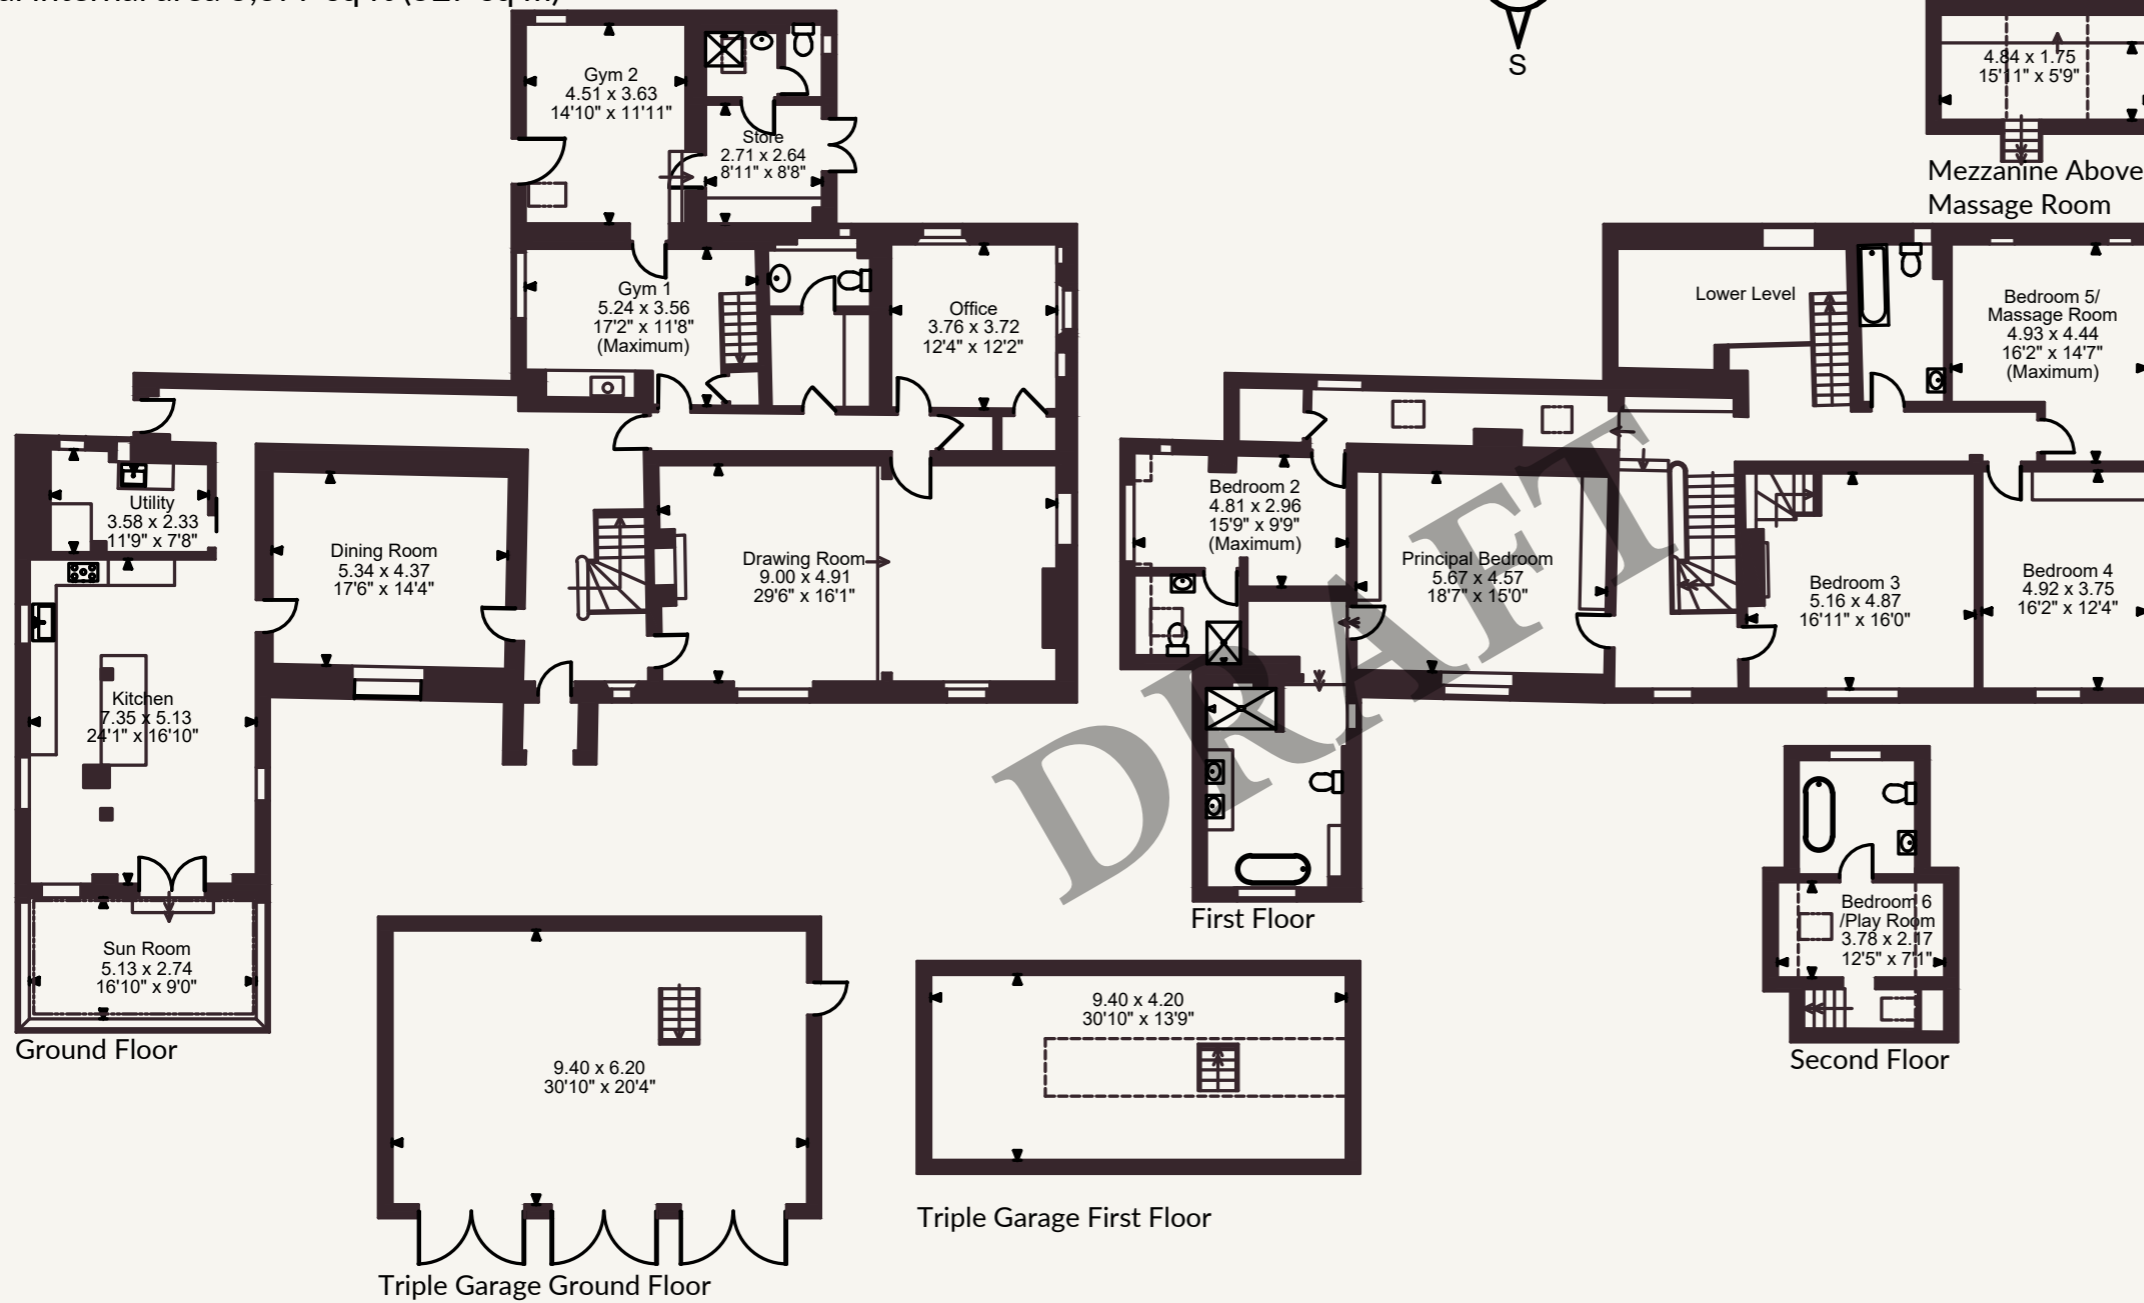 S
Gym 2
4.51 x 3.63
14'10" x 11'11"
Store
2.71 x 2.64
8'11" x 8'8"
4.84 x 1.75
15'11" x 5'9"
Mezzanine Above
Massage Room
Gym 1
5.24 x 3.56
17'2" x 11'8"
(Maximum)
Office
3.76 x 3.72
12'4" x 12'2"
Lower Level
Bedroom 5/
Massage Room
4.93 x 4.44
16'2" x 14'7"
(Maximum)
Utility
3.58 x 2.33
11'9" x 7'8"
Dining Room
5.34 x 4.37
17'6" x 14'4"
Drawing Room
9.00 x 4.91
29'6" x 16'1"
Bedroom 2
4.81 x 2.96
15'9" x 9'9"
(Maximum)
Principal Bedroom
5.67 x 4.57
18'7" x 15'0"
Bedroom 3
5.16 x 4.87
16'11" x 16'0"
Bedroom 4
4.92 x 3.75
16'2" x 12'4"
DRAFT
Kitchen
7.35 x 5.13
24'1" x 16'10"
Sun Room
5.13 x 2.74
16'10" x 9'0"
Ground Floor
First Floor
Bedroom 6
/Play Room
3.78 x 2.17
12'5" x 7'1"
Second Floor
9.40 x 6.20
30'10" x 20'4"
Triple Garage Ground Floor
9.40 x 4.20
30'10" x 13'9"
Triple Garage First Floor